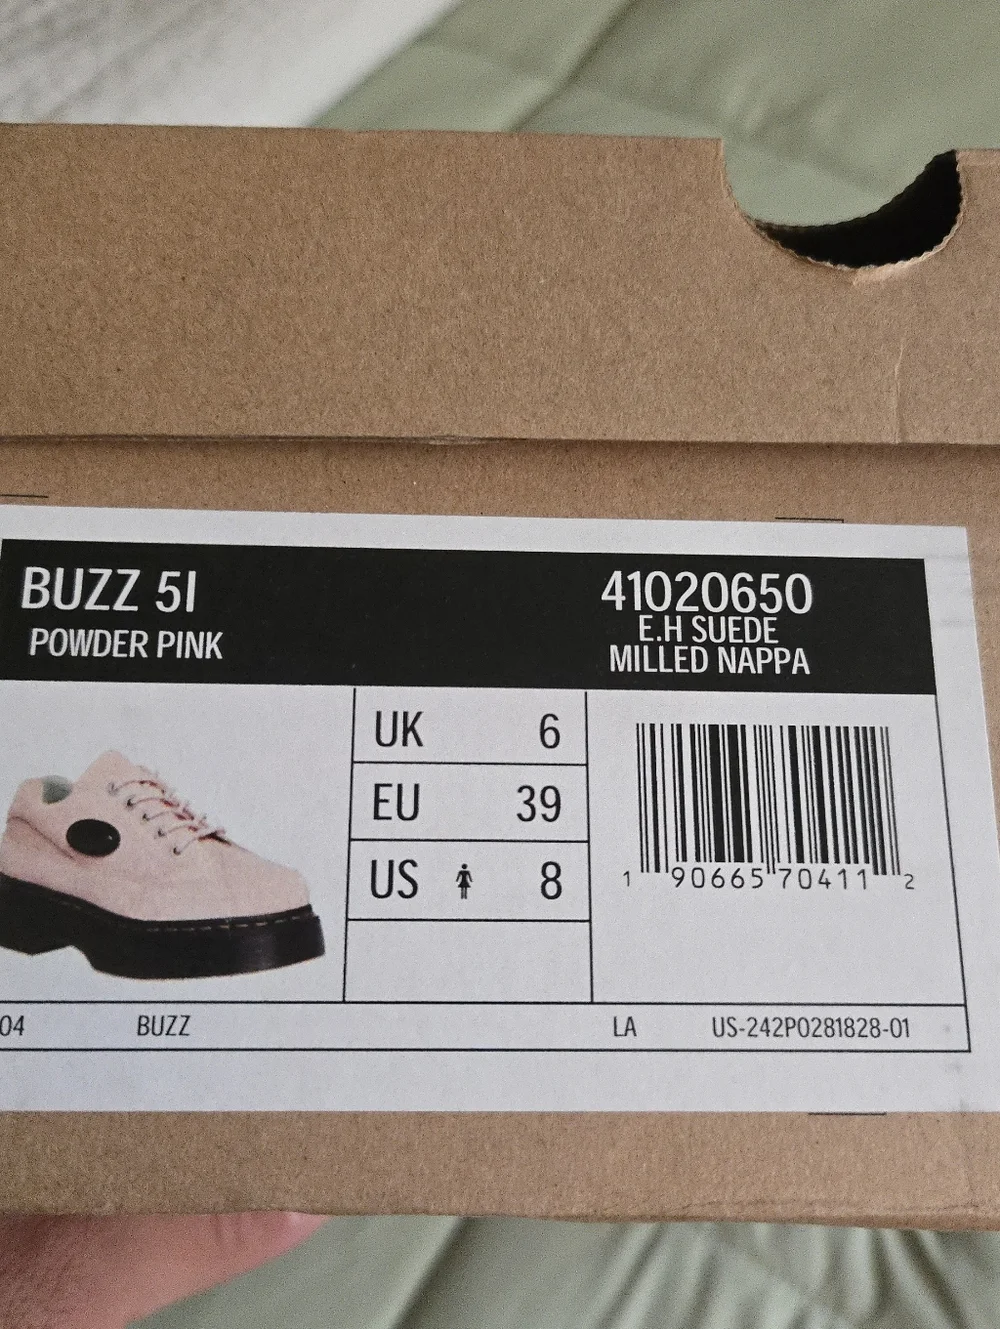 BUZZ 5I
POWDER PINK
41020650
E.H SUEDE
MILLED NAPPA
UK 6
EU 39
US 8
1 90665 70411 2
04 BUZZ LA US-242P0281828-01